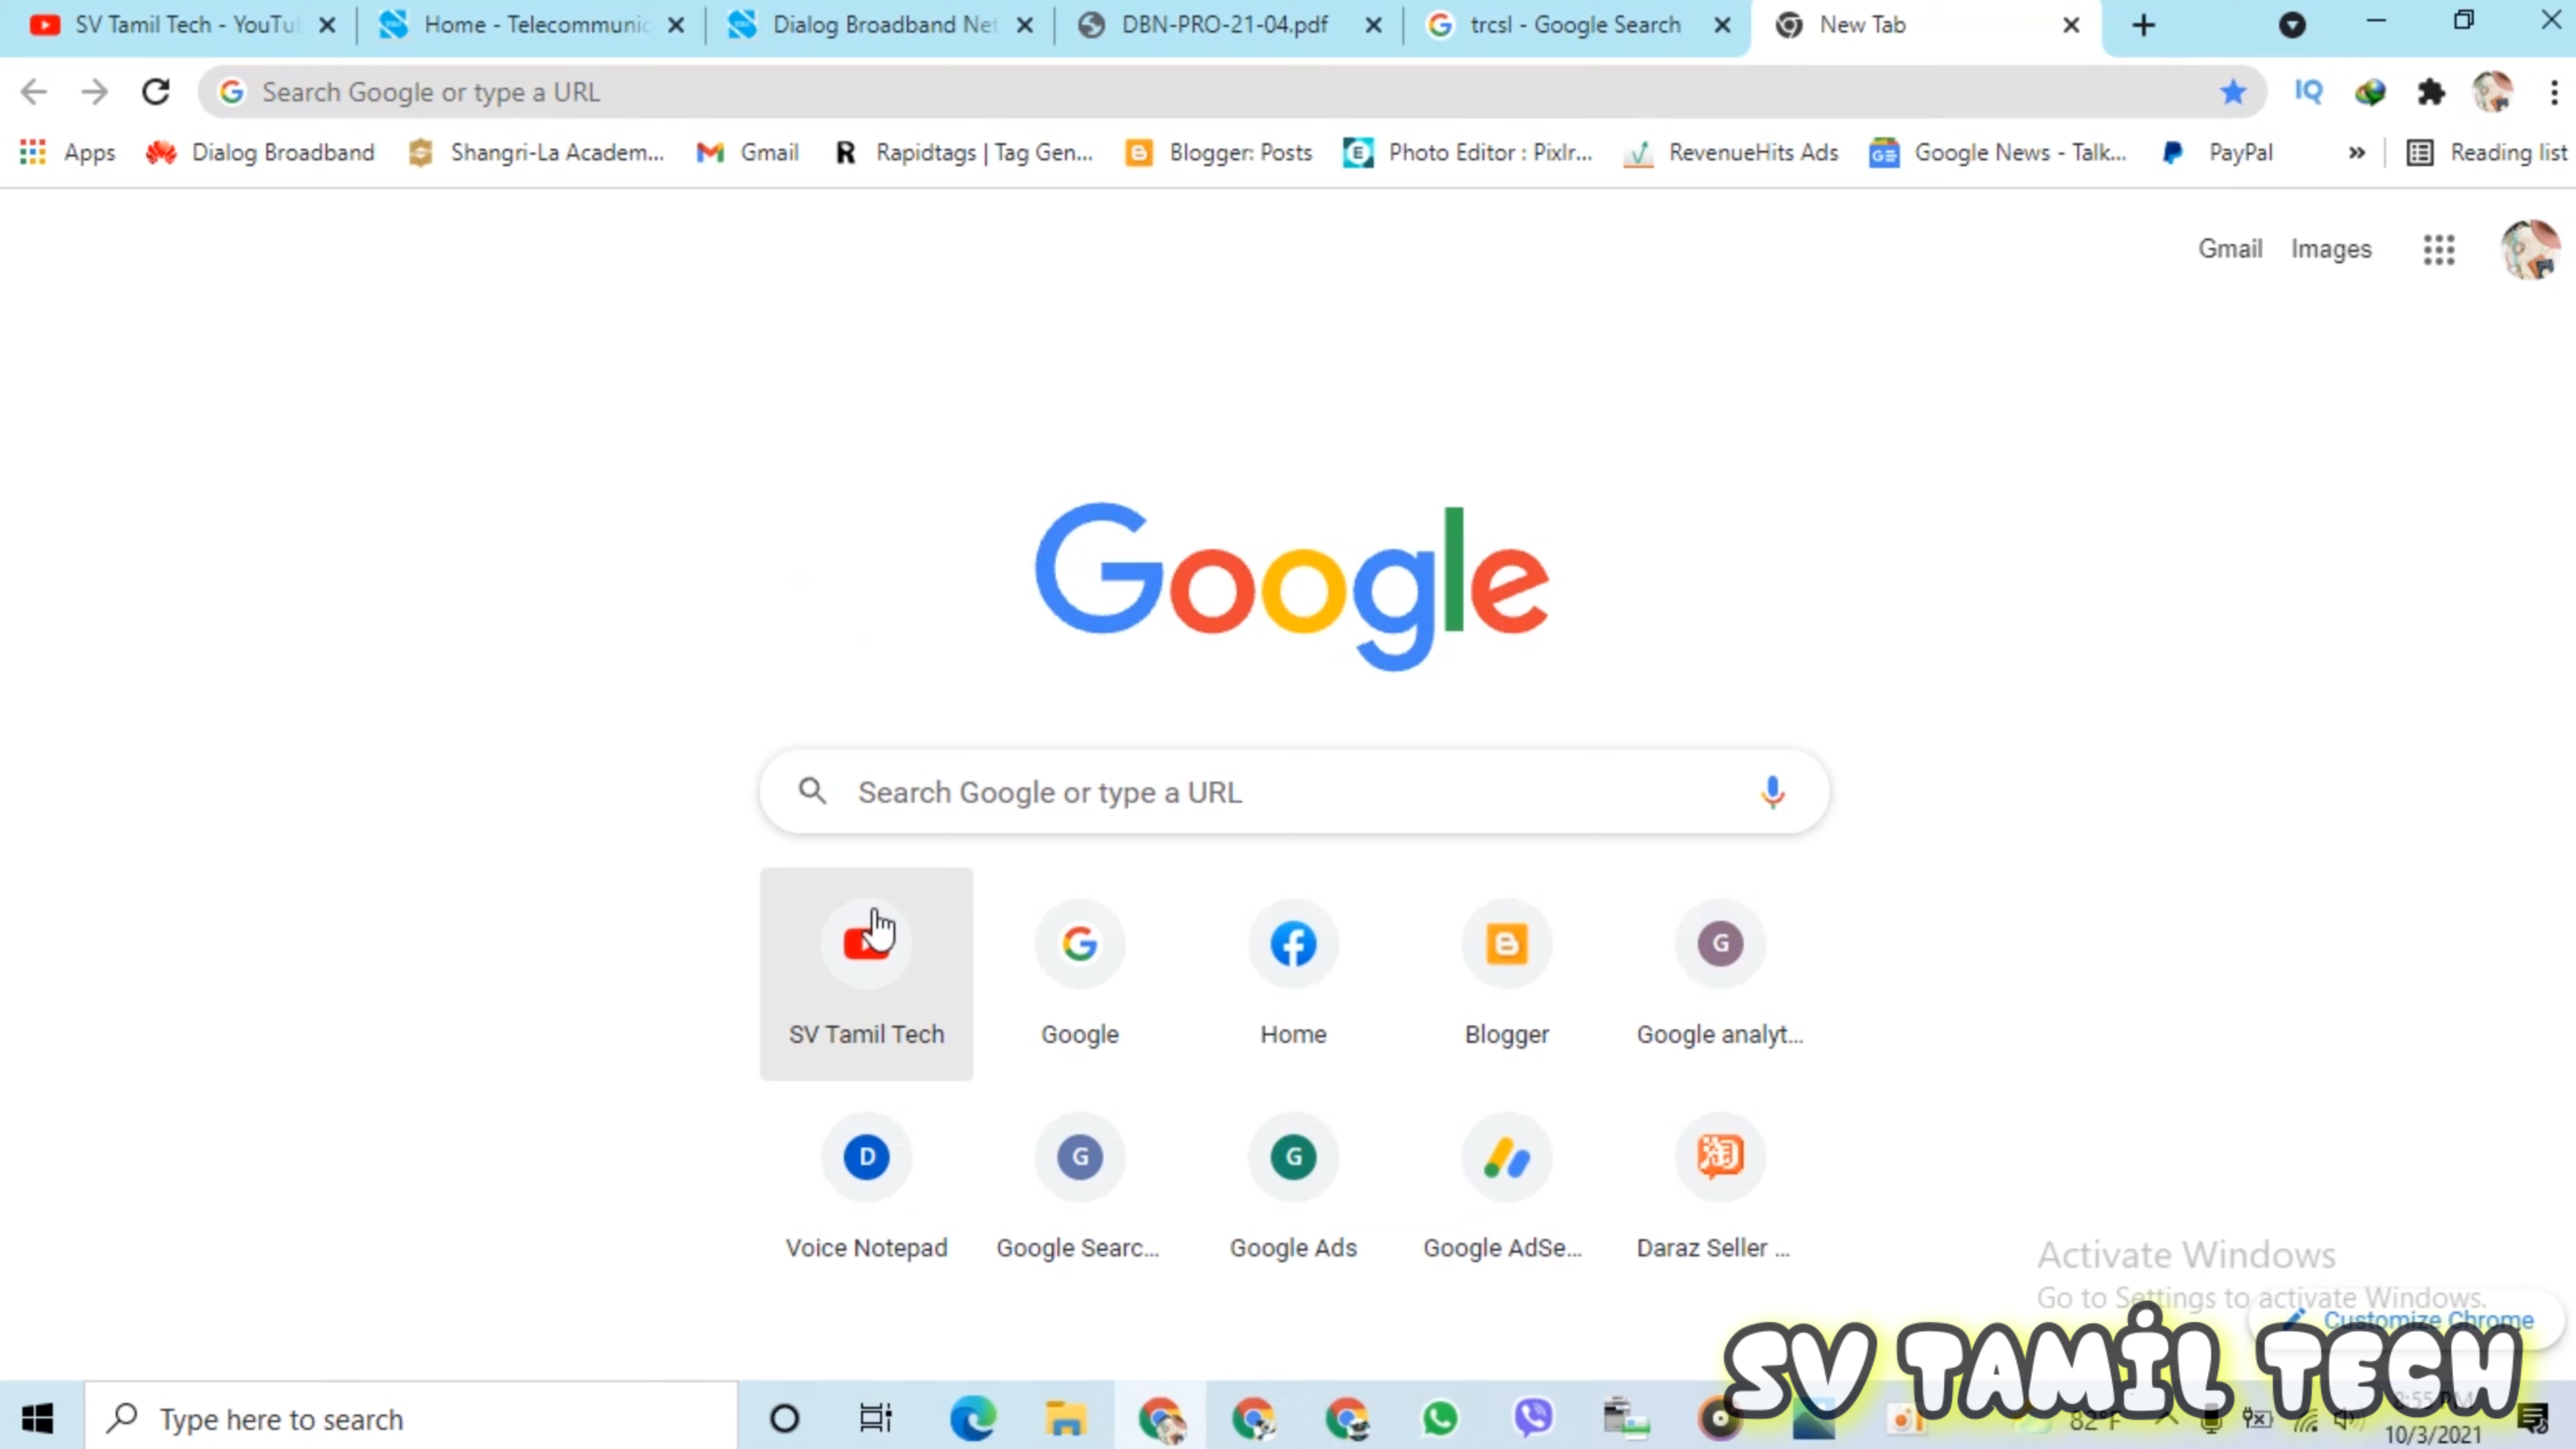 SV Tamil Tech - YouTu
Home - Telecommunic
Dialog Broadband Net
DBN-PRO-21-04.pdf
trcsl - Google Search
New Tab
Search Google or type a URL
IQ
Apps
Dialog Broadband
Shangri-La Academ...
Gmail
Rapidtags | Tag Gen...
Blogger: Posts
Photo Editor : Pixlr...
RevenueHits Ads
Google News - Talk...
PayPal
Reading list
Gmail
Images
Google
Search Google or type a URL
SV Tamil Tech
Google
Home
Blogger
Google analyt...
Voice Notepad
Google Searc...
Google Ads
Google AdSe...
Daraz Seller ...
Activate Windows
Go to Settings to activate Windows.
Customize Chrome
SV TAMİL TECH
Type here to search
82°F
10/3/2021